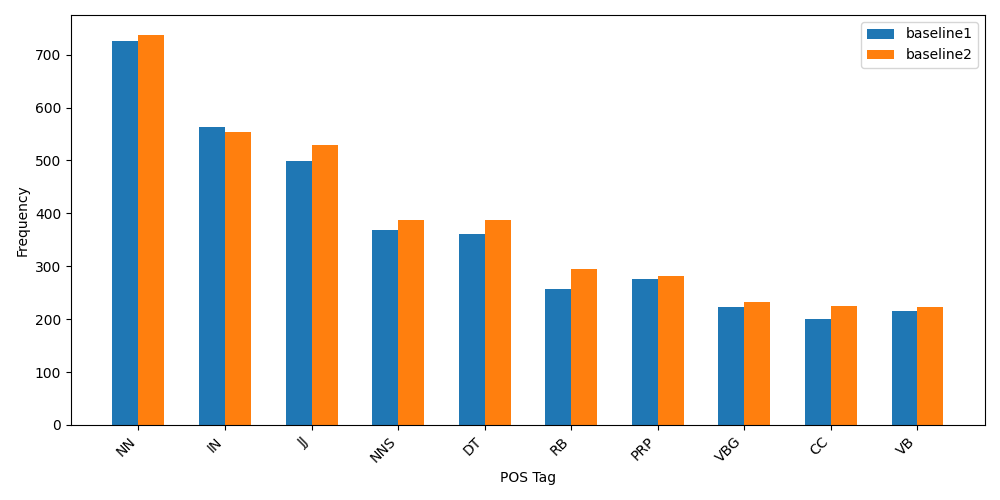 baseline1
baseline2
700
600
500
400
300
200
100
0
Frequency
NN IN JJ NNS DT RB PRP VBG CC VB
POS Tag